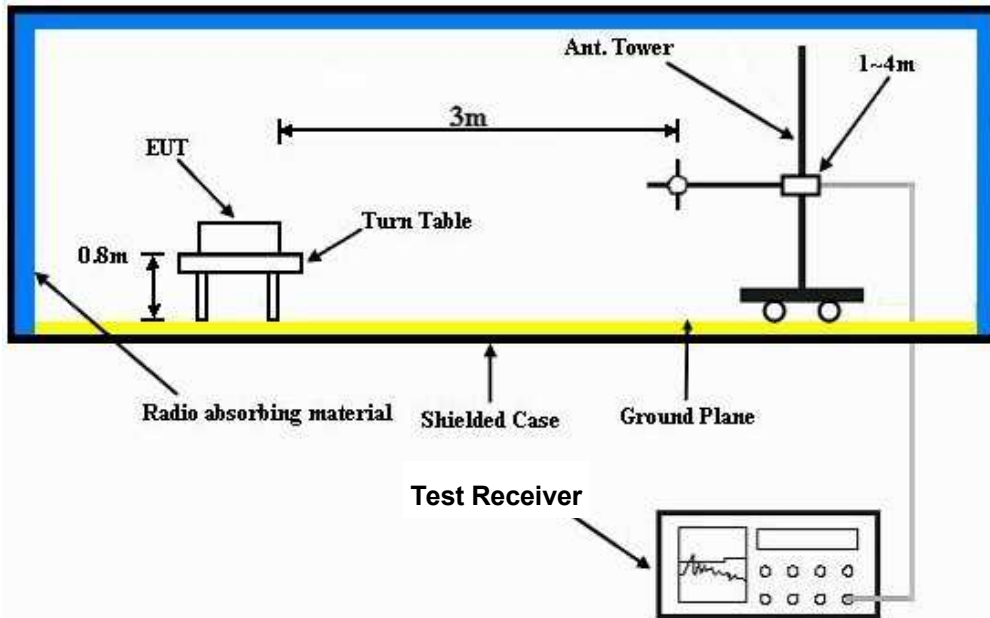 Ant. Tower
1~4m
3m
EUT
Turn Table
0.8m
Radio absorbing material
Shielded Case
Ground Plane
Test Receiver